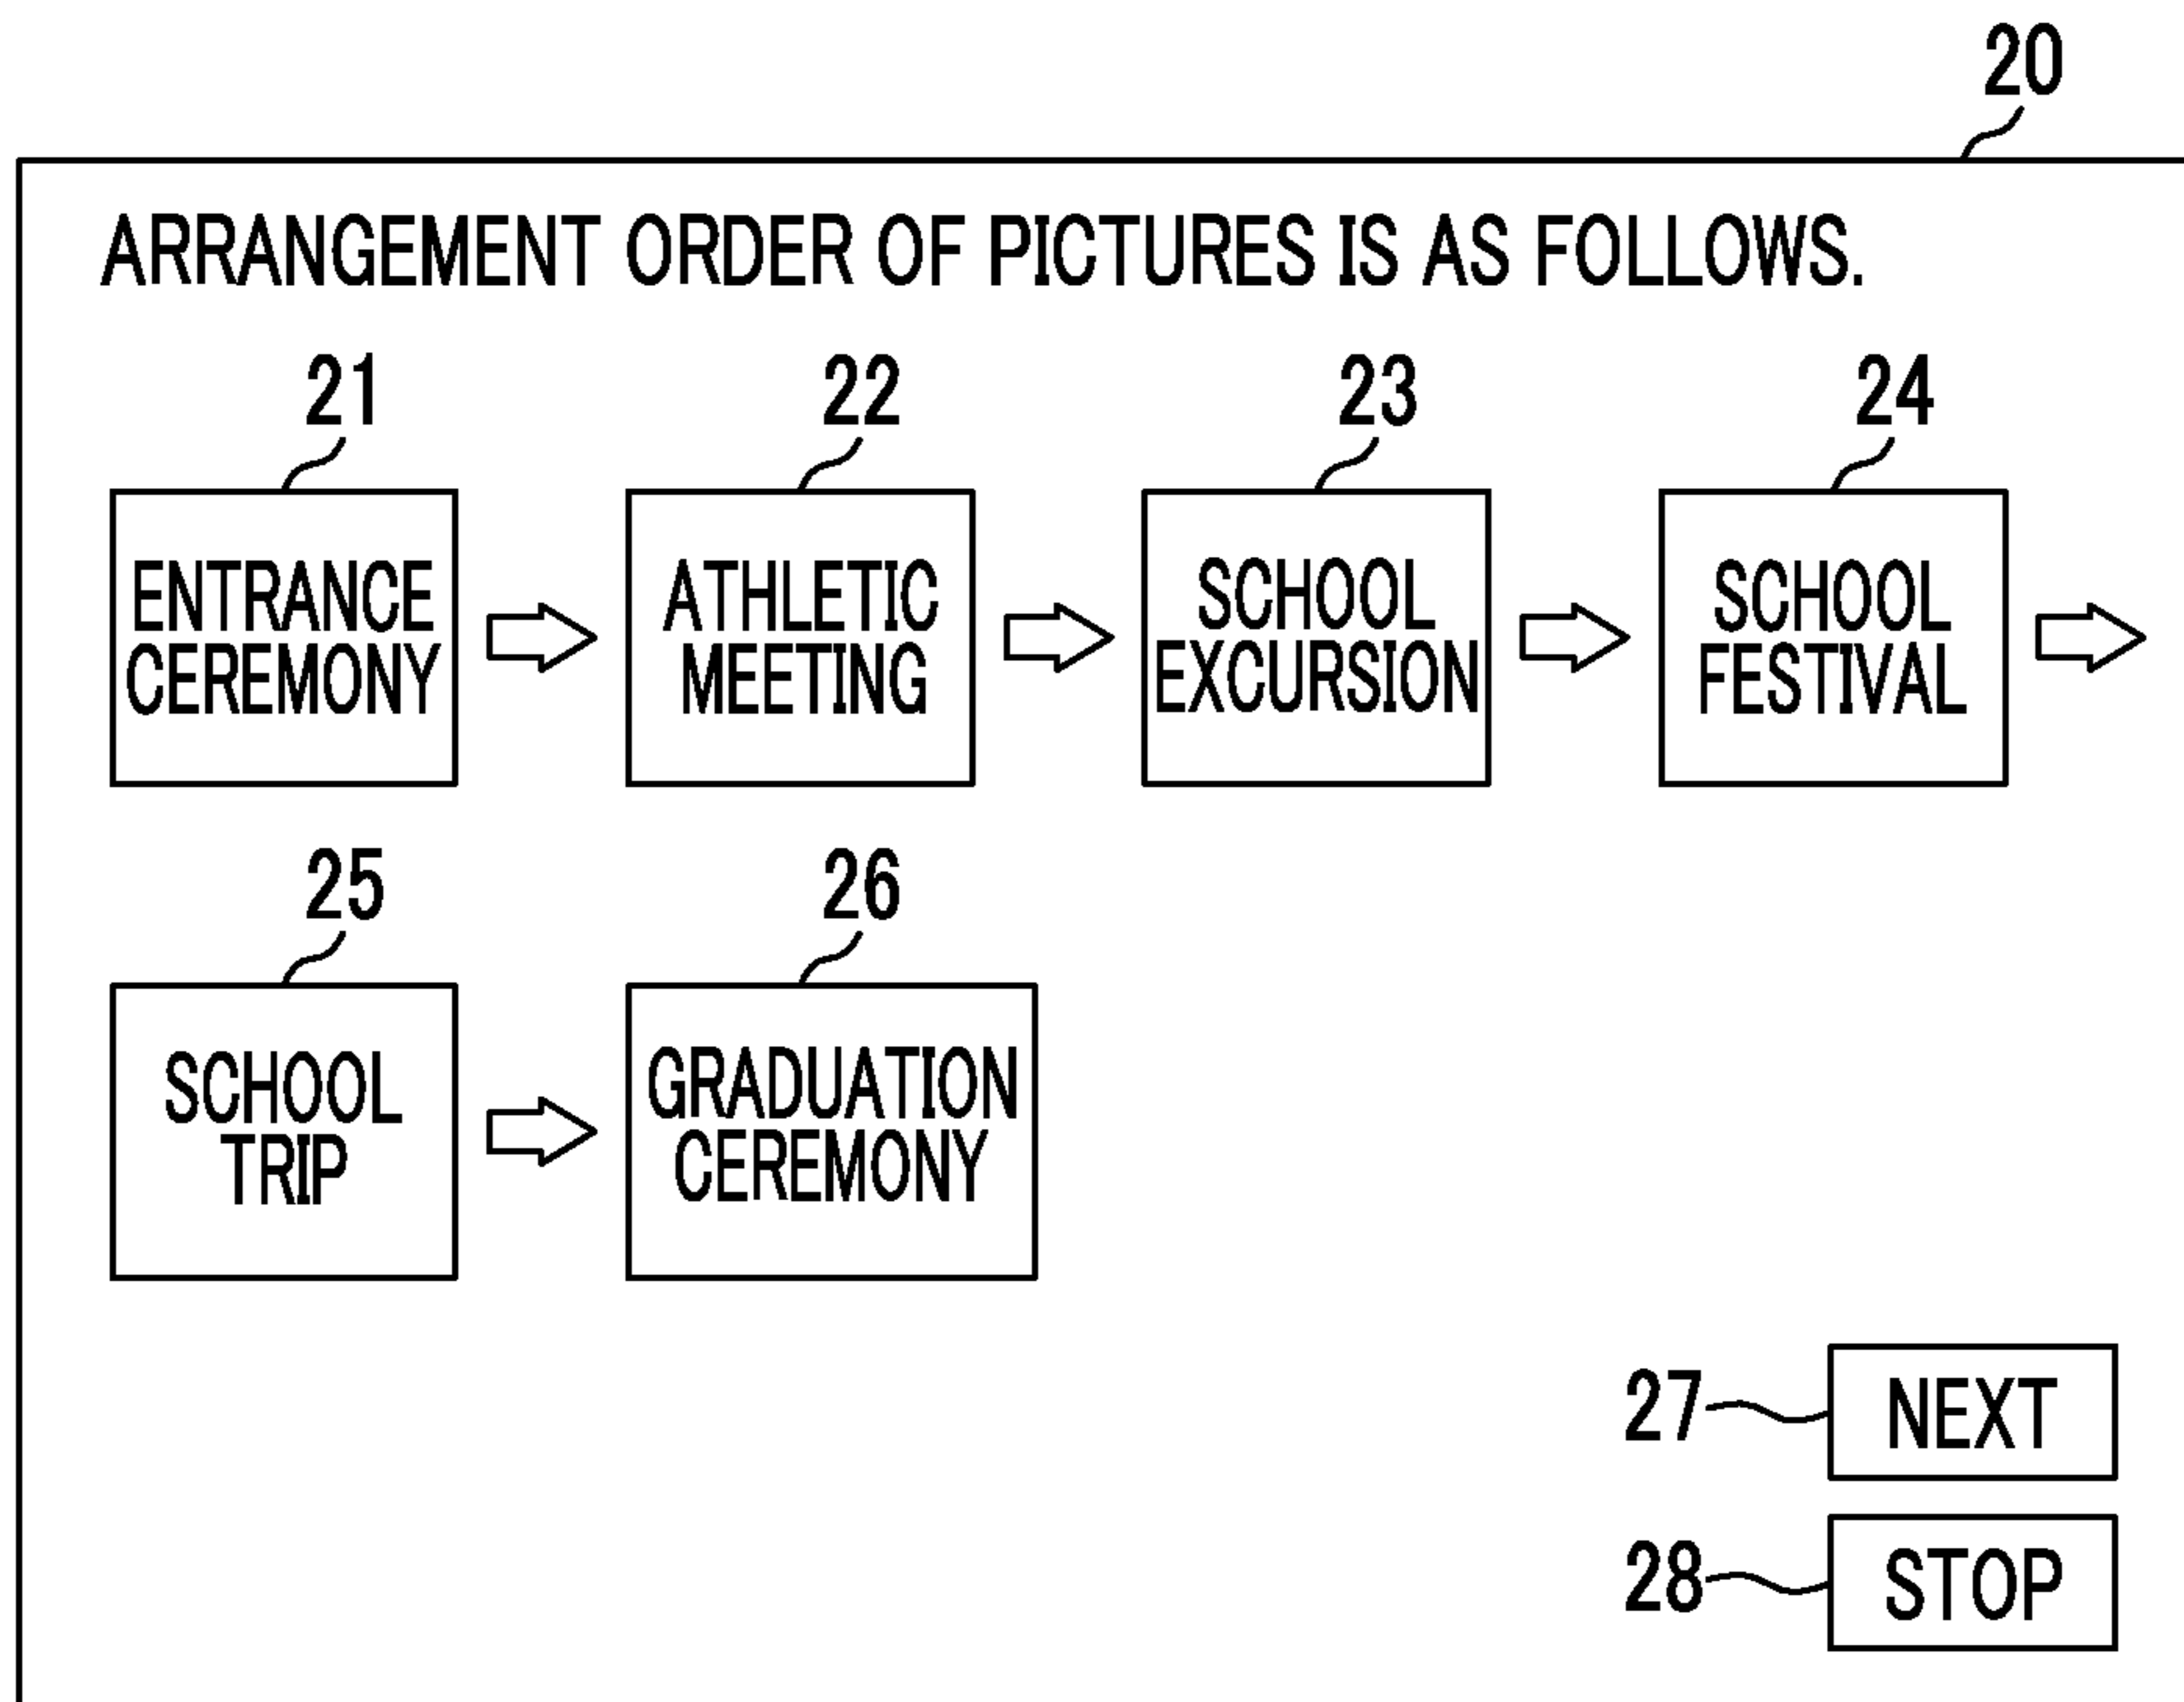 20
ARRANGEMENT ORDER OF PICTURES IS AS FOLLOWS.
21
22
23
24
ENTRANCE
CEREMONY
ATHLETIC
MEETING
SCHOOL
EXCURSION
SCHOOL
FESTIVAL
25
26
SCHOOL
TRIP
GRADUATION
CEREMONY
27
NEXT
28
STOP